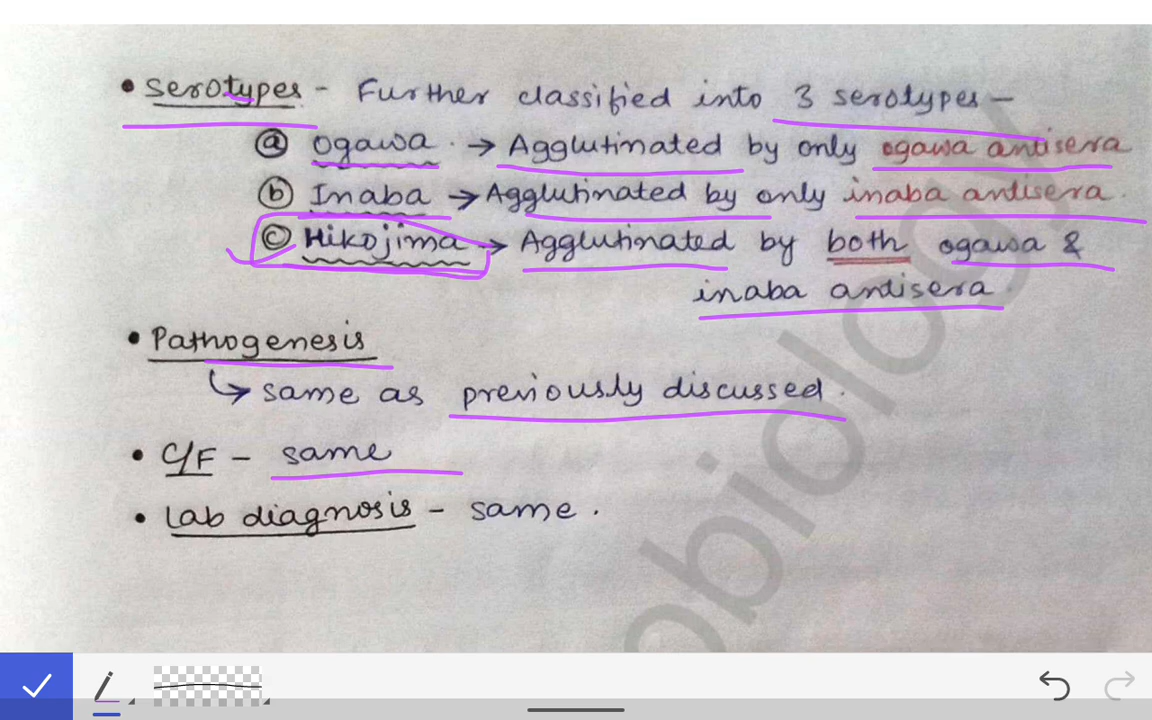 • Serotypes - Further classified into 3 serotypes -
ⓐ Ogawa → Agglutinated by only ogawa antisera
ⓑ Inaba → Agglutinated by only inaba antisera.
ⓒ Hikojima → Agglutinated by both ogawa &
inaba antisera.
• Pathogenesis
↳ same as previously discussed.
• C/F - same
• Lab diagnosis - same.
obiology